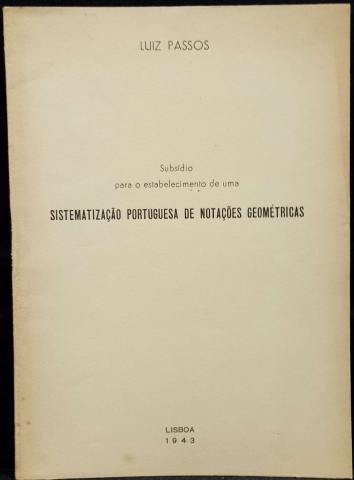 LUIZ PASSOS
Subsídio
para o estabelecimento de uma
SISTEMATIZAÇÃO PORTUGUESA DE NOTAÇÕES GEOMÉTRICAS
LISBOA
1943